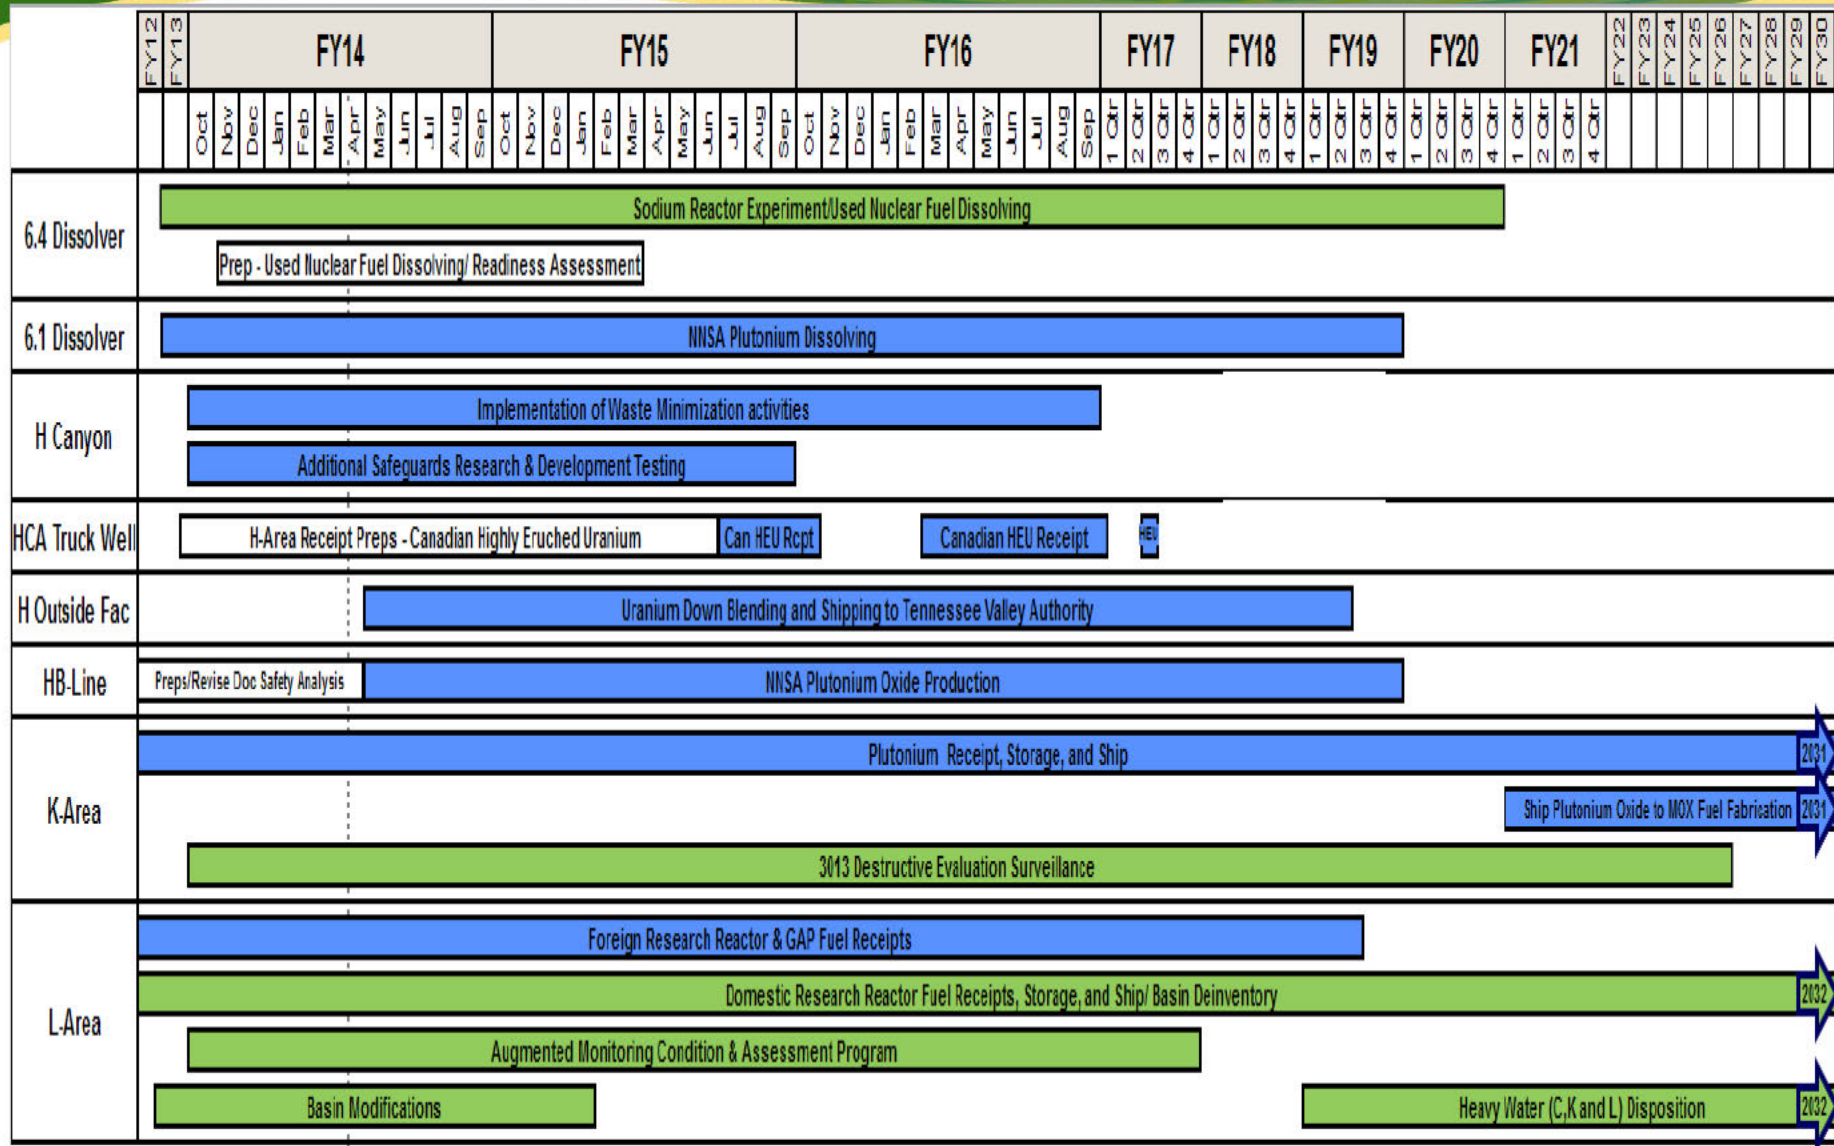 FY12 FY13 FY14 FY15 FY16 FY17 FY18 FY19 FY20 FY21 FY22 FY23 FY24 FY25 FY26 FY27 FY28 FY29 FY30
Oct Nov Dec Jan Feb Mar Apr May Jun Jul Aug Sep Oct Nov Dec Jan Feb Mar Apr May Jun Jul Aug Sep Oct Nov Dec Jan Feb Mar Apr May Jun Jul Aug Sep 1 Qtr 2 Qtr 3 Qtr 4 Qtr 1 Qtr 2 Qtr 3 Qtr 4 Qtr 1 Qtr 2 Qtr 3 Qtr 4 Qtr 1 Qtr 2 Qtr 3 Qtr 4 Qtr 1 Qtr 2 Qtr 3 Qtr 4 Qtr
6.4 Dissolver
Sodium Reactor Experiment/Used Nuclear Fuel Dissolving
Prep - Used Nuclear Fuel Dissolving/ Readiness Assessment
6.1 Dissolver
NNSA Plutonium Dissolving
H Canyon
Implementation of Waste Minimization activities
Additional Safeguards Research & Development Testing
HCA Truck Well
H-Area Receipt Preps - Canadian Highly Eruched Uranium
Can HEU Rcpt
Canadian HEU Receipt
HEU
H Outside Fac
Uranium Down Blending and Shipping to Tennessee Valley Authority
HB-Line
Preps/Revise Doc Safety Analysis
NNSA Plutonium Oxide Production
K-Area
Plutonium Receipt, Storage, and Ship
2031
Ship Plutonium Oxide to MOX Fuel Fabrication
2031
3013 Destructive Evaluation Surveillance
L-Area
Foreign Research Reactor & GAP Fuel Receipts
Domestic Research Reactor Fuel Receipts, Storage, and Ship/ Basin Deinventory
2032
Augmented Monitoring Condition & Assessment Program
Basin Modifications
Heavy Water (C,K and L) Disposition
2032